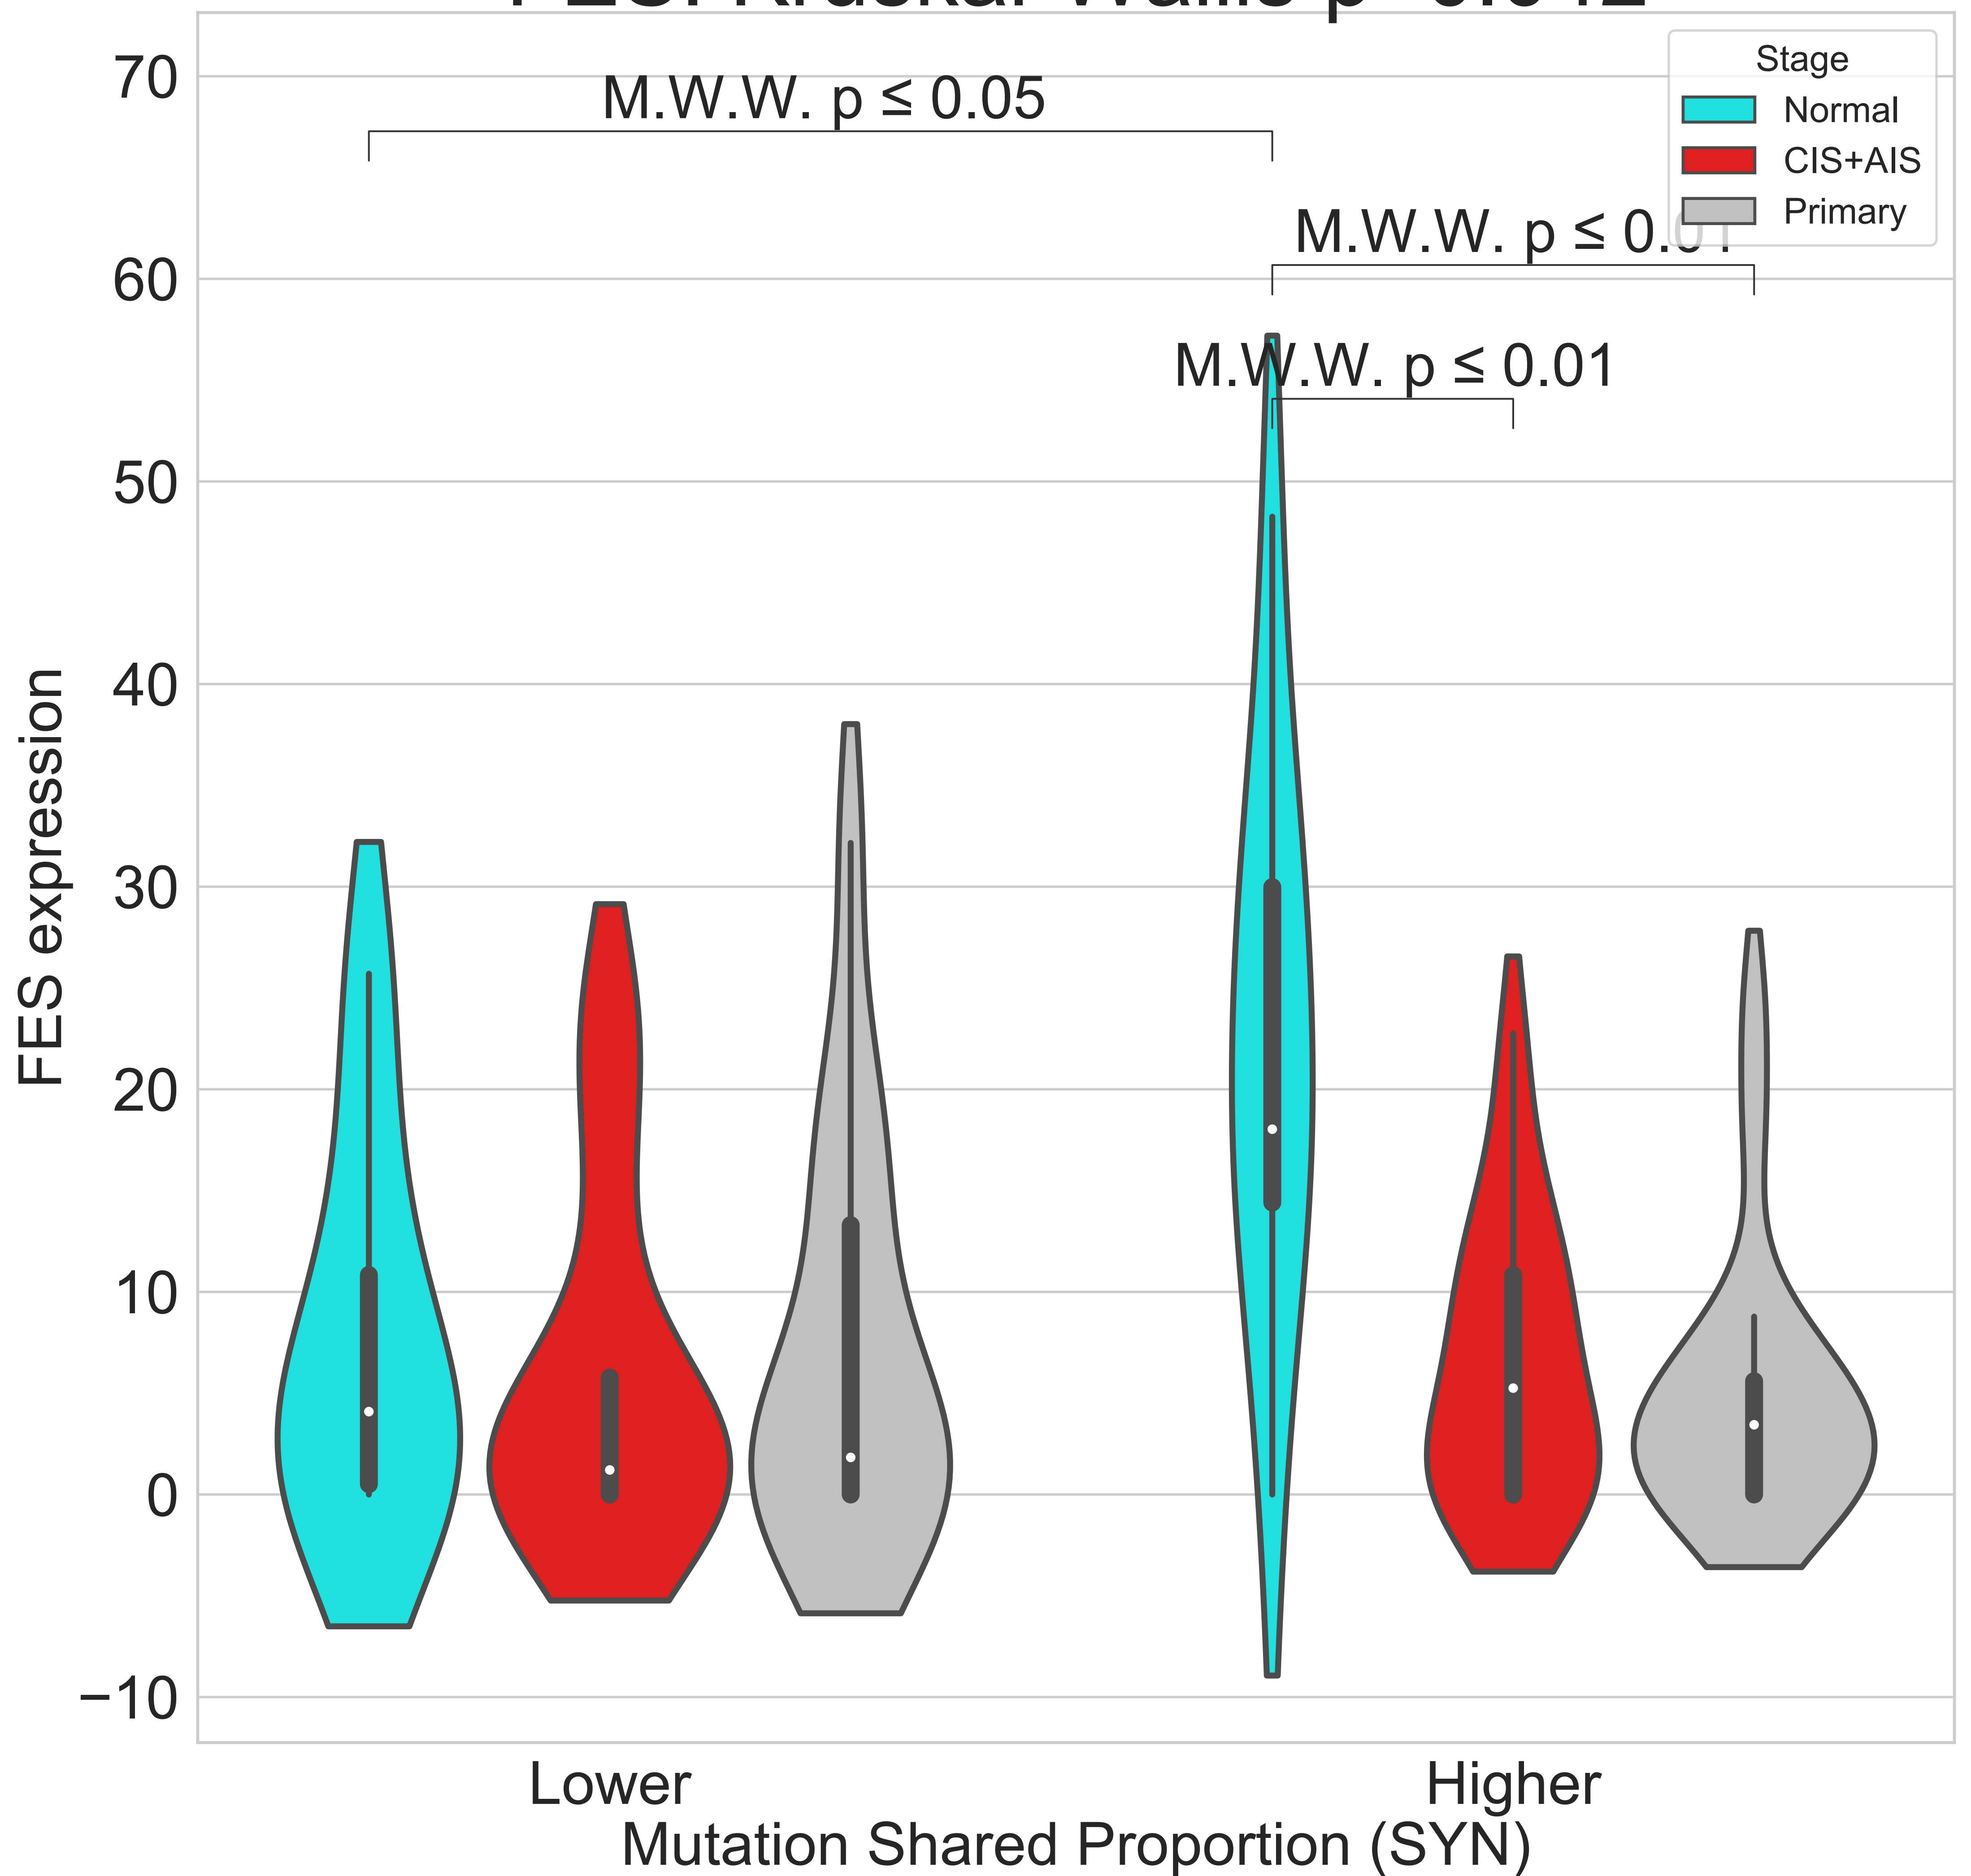 70
60
50
40
30
20
10
0
−10
FES expression
M.W.W. p ≤ 0.05
M.W.W. p ≤ 0.01
M.W.W. p ≤ 0.01
Stage
Normal
CIS+AIS
Primary
Lower
Higher
Mutation Shared Proportion (SYN)